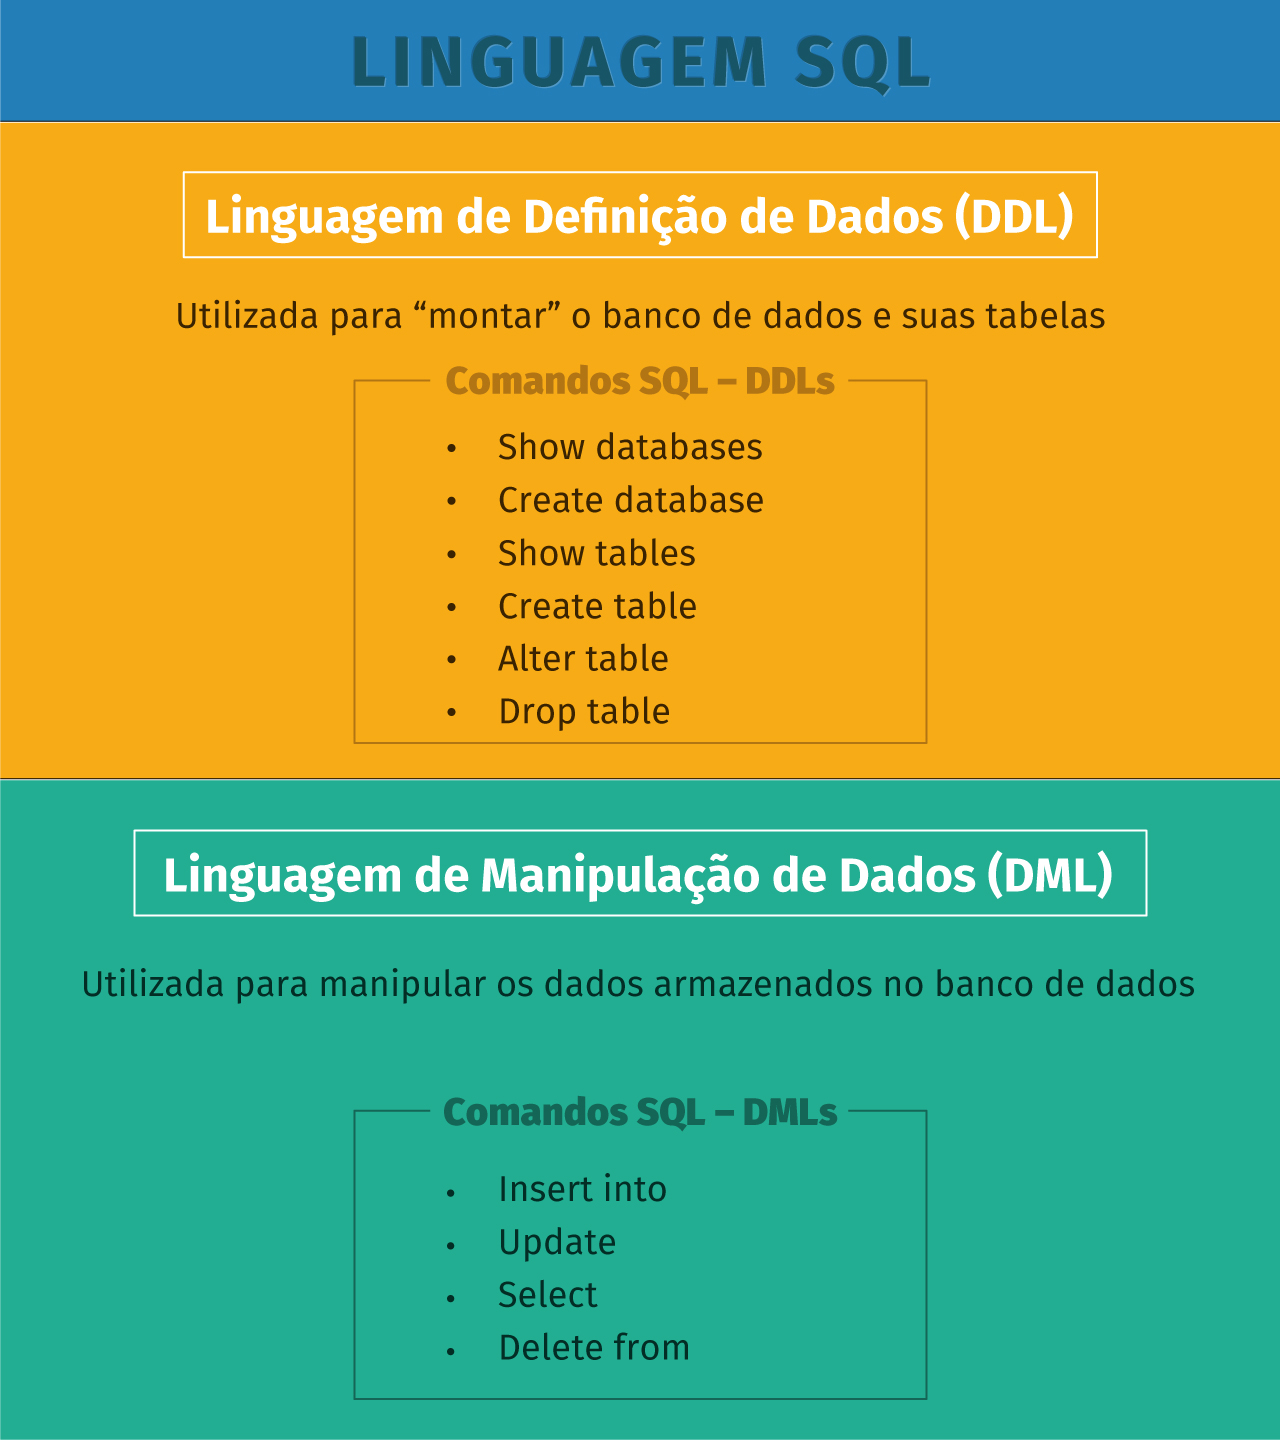 LINGUAGEM SQL
Linguagem de Definição de Dados (DDL)
Utilizada para “montar” o banco de dados e suas tabelas
Comandos SQL – DDLs
• Show databases
• Create database
• Show tables
• Create table
• Alter table
• Drop table
Linguagem de Manipulação de Dados (DML)
Utilizada para manipular os dados armazenados no banco de dados
Comandos SQL – DMLs
• Insert into
• Update
• Select
• Delete from